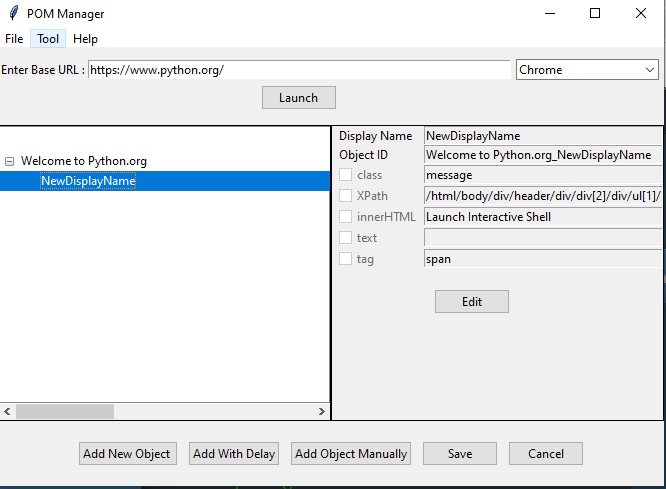 POM Manager
File Tool Help
Enter Base URL : https://www.python.org/ Chrome
Launch
Welcome to Python.org
NewDisplayName
Display Name NewDisplayName
Object ID Welcome to Python.org_NewDisplayName
class message
XPath /html/body/div/header/div/div[2]/div/ul[1]/
innerHTML Launch Interactive Shell
text
tag span
Edit
Add New Object Add With Delay Add Object Manually Save Cancel